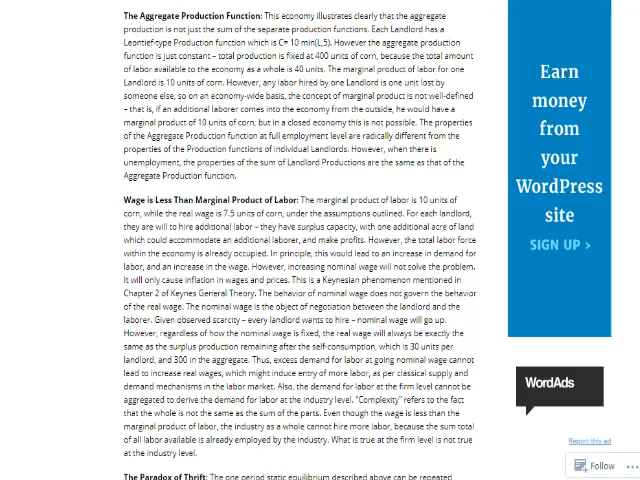 The Aggregate Production Function: This economy illustrates clearly that the aggregate
production is not just the sum of the separate production functions. Each Landlord has a
Leontief-type Production function which is C= 10 min(L,5). However the aggregate production
function is just constant – total production is fixed at 400 units of corn, because the total amount
of labor available to the economy as a whole is 40 units. The marginal product of labor for one
Landlord is 10 units of corn. However, any labor hired by one Landlord is one unit lost by
someone else, so on an economy-wide basis, the concept of marginal product is not well-defined
– that is, if an additional laborer comes into the economy from the outside, he would have a
marginal product of 10 units of corn, but in a closed economy this is not possible. The properties
of the Aggregate Production function at full employment level are radically different from the
properties of the Production functions of individual Landlords. However, when there is
unemployment, the properties of the sum of Landlord Productions are the same as that of the
Aggregate Production function.
Wage is Less Than Marginal Product of Labor: The marginal product of labor is 10 units of
corn, while the real wage is 7.5 units of corn, under the assumptions outlined. For each landlord,
they are will to hire additional labor – they have surplus capacity, with one additional acre of land
which could accommodate an additional laborer, and make profits. However, the total labor force
within the economy is already occupied. In principle, this would lead to an increase in demand for
labor, and an increase in the wage. However, increasing nominal wage will not solve the problem.
It will only cause inflation in wages and prices. This is a Keynesian phenomenon mentioned in
Chapter 2 of Keynes General Theory. The behavior of nominal wage does not govern the behavior
of the real wage. The nominal wage is the object of negotiation between the landlord and the
laborer. Given observed scarcity – every landlord wants to hire – nominal wage will go up.
However, regardless of how the nominal wage is fixed, the real wage will always be exactly the
same as the surplus production remaining after the self-consumption, which is 30 units per
landlord, and 300 in the aggregate. Thus, excess demand for labor at going nominal wage cannot
lead to increase real wages, which might induce entry of more labor, as per classical supply and
demand mechanisms in the labor market. Also, the demand for labor at the firm level cannot be
aggregated to derive the demand for labor at the industry level. “Complexity” refers to the fact
that the whole is not the same as the sum of the parts. Even though the wage is less than the
marginal product of labor, the industry as a whole cannot hire more labor, because the sum total
of all labor available is already employed by the industry. What is true at the firm level is not true
at the industry level.
The Paradox of Thrift: The one period static equilibrium described above can be repeated
Earn
money
from
your
WordPress
site
SIGN UP >
WordAds
Report this ad
Follow